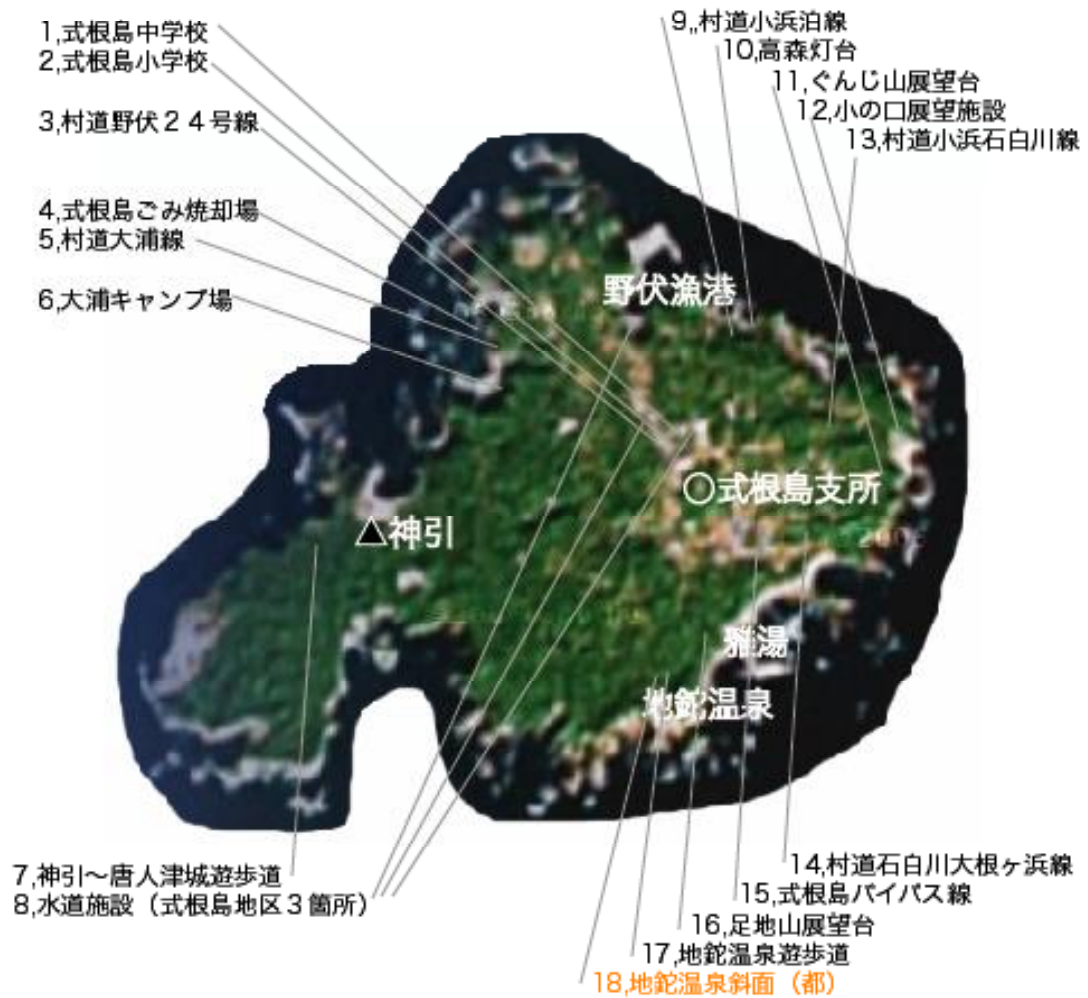 1,式根島中学校
2,式根島小学校
3,村道野伏２４号線
4,式根島ごみ焼却場
5,村道大浦線
6,大浦キャンプ場
9,,村道小浜泊線
10,高森灯台
11,ぐんじ山展望台
12,小の口展望施設
13,村道小浜石白川線
野伏漁港
○式根島支所
▲神引
雅湯
地鉈温泉
7,神引～唐人津城遊歩道
8,水道施設（式根島地区３箇所）
14,村道石白川大根ヶ浜線
15,式根島バイパス線
16,足地山展望台
17,地鉈温泉遊歩道
18,地鉈温泉斜面（都）